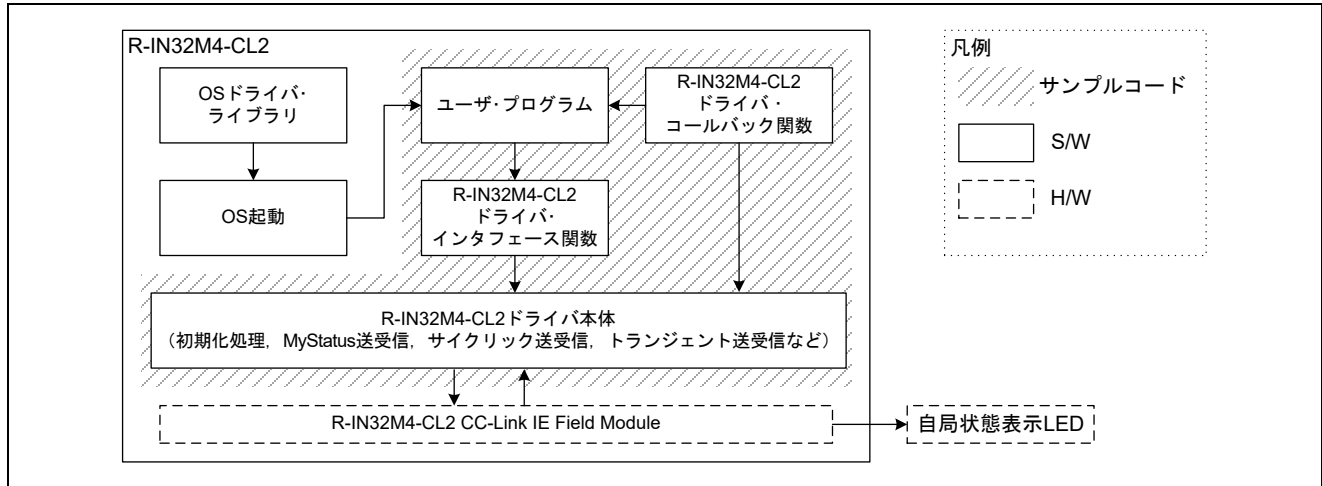 R-IN32M4-CL2
OSドライバ・
ライブラリ
OS起動
ユーザ・プログラム
R-IN32M4-CL2
ドライバ・
コールバック関数
R-IN32M4-CL2
ドライバ・
インタフェース関数
R-IN32M4-CL2ドライバ本体
（初期化処理，MyStatus送受信，サイクリック送受信，トランジェント送受信など）
R-IN32M4-CL2 CC-Link IE Field Module
自局状態表示LED
凡例
サンプルコード
S/W
H/W